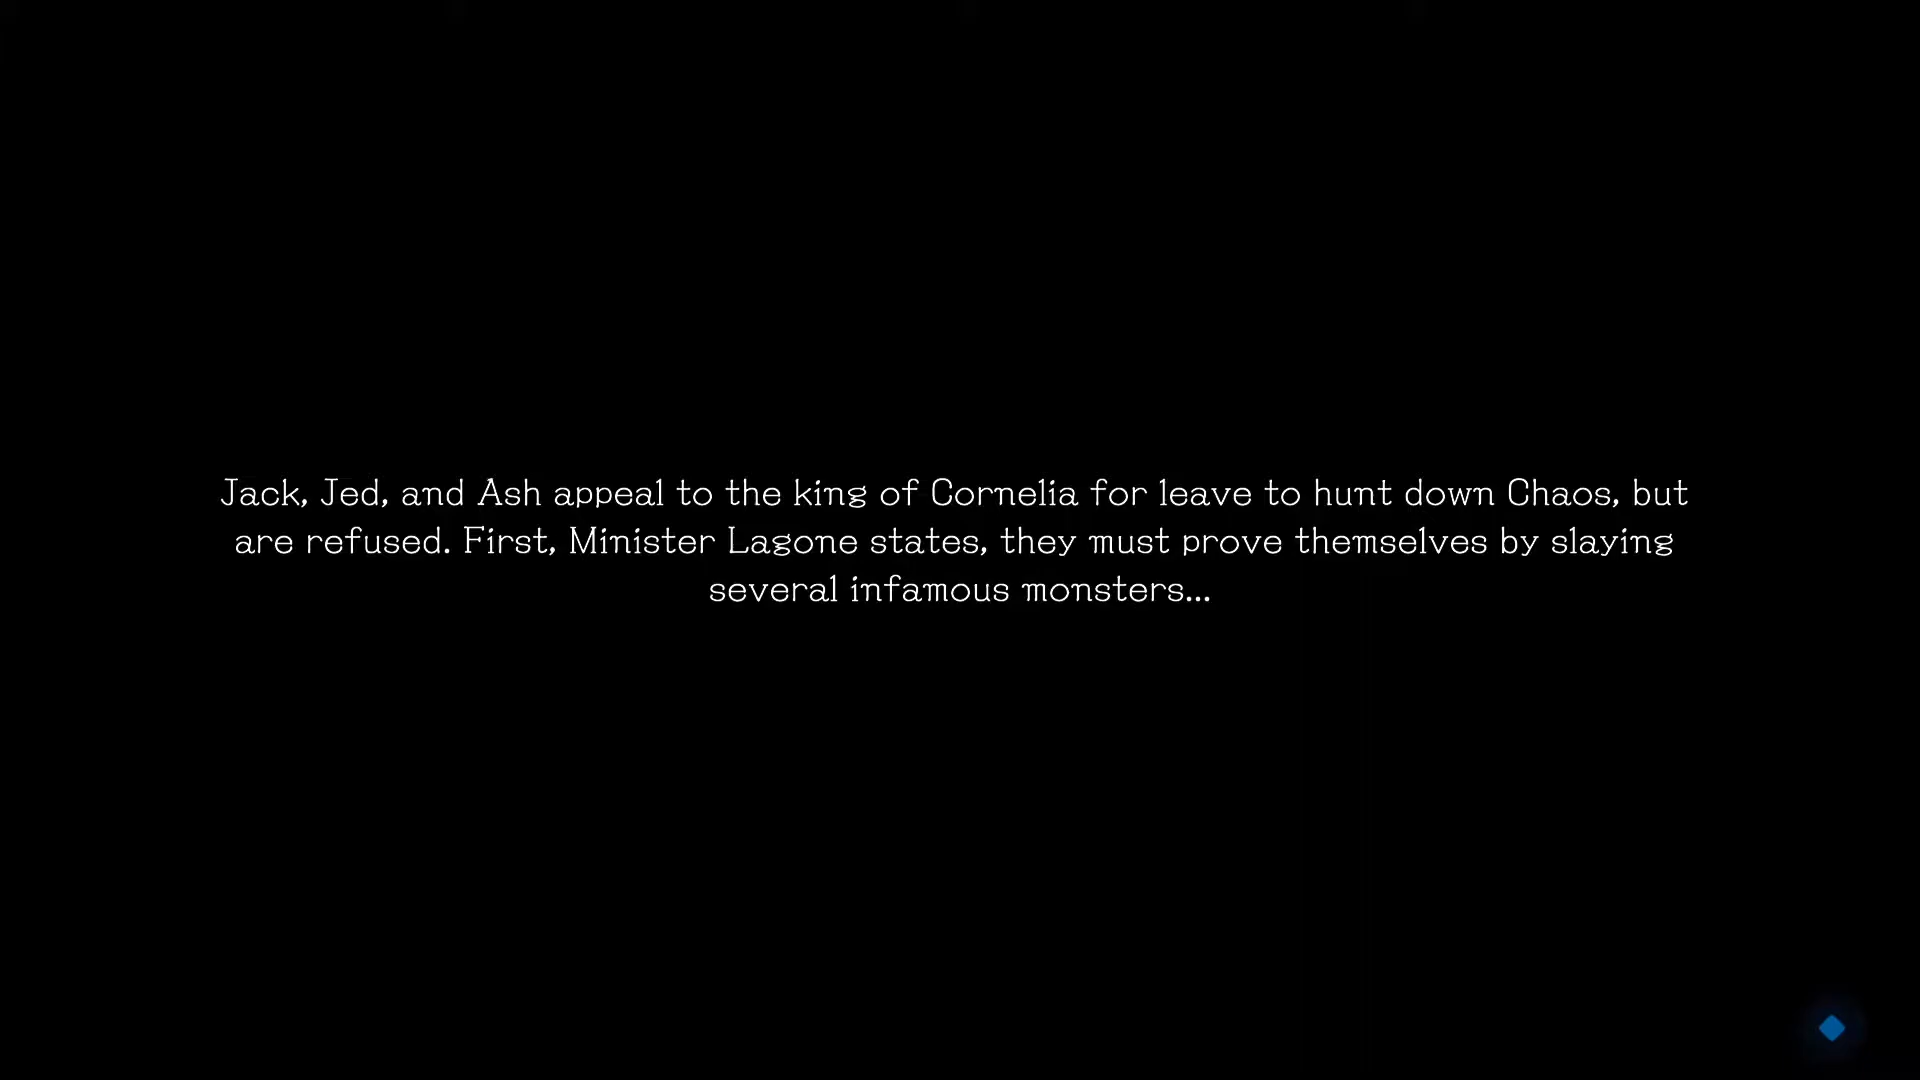 Jack, Jed, and Ash appeal to the king of Cornelia for leave to hunt down Chaos, but
are refused. First, Minister Lagone states, they must prove themselves by slaying
several infamous monsters...